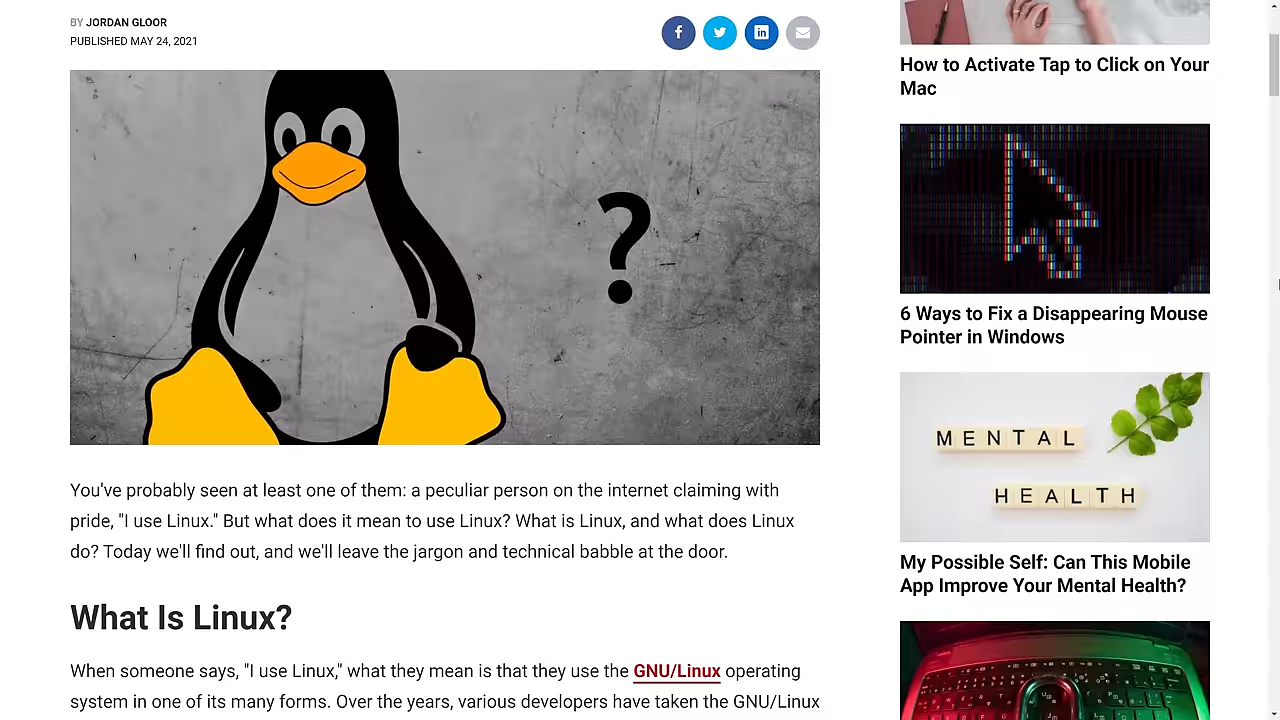 BY JORDAN GLOOR
PUBLISHED MAY 24, 2021
?
You've probably seen at least one of them: a peculiar person on the internet claiming with
pride, "I use Linux." But what does it mean to use Linux? What is Linux, and what does Linux
do? Today we'll find out, and we'll leave the jargon and technical babble at the door.
What Is Linux?
When someone says, "I use Linux," what they mean is that they use the GNU/Linux operating
system in one of its many forms. Over the years, various developers have taken the GNU/Linux
How to Activate Tap to Click on Your
Mac
6 Ways to Fix a Disappearing Mouse
Pointer in Windows
MENTAL
HEALTH
My Possible Self: Can This Mobile
App Improve Your Mental Health?